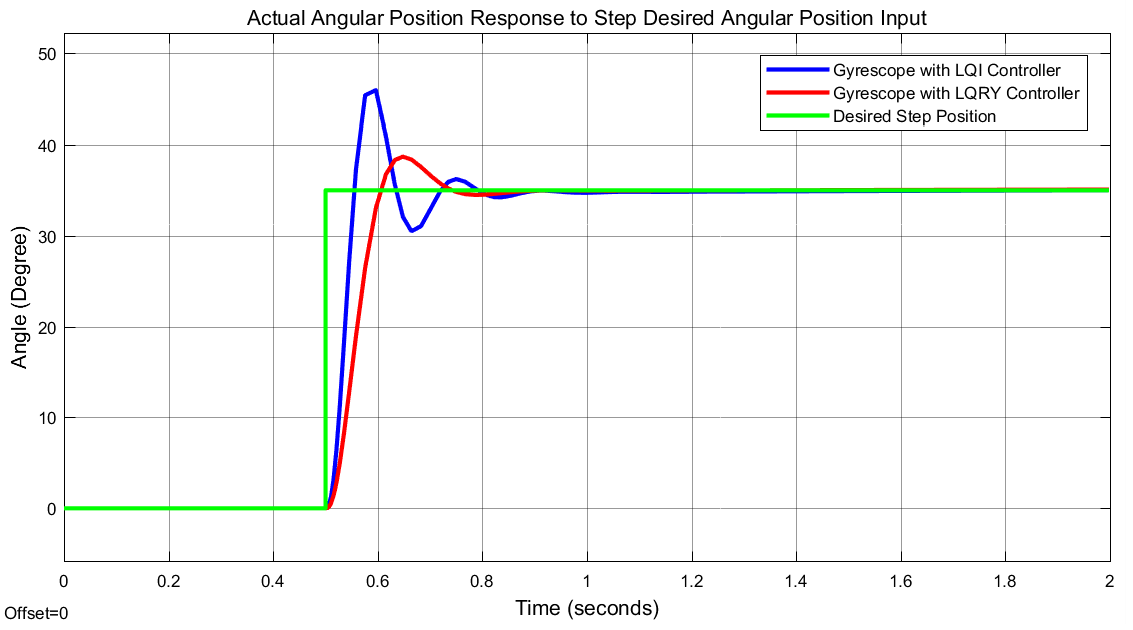 Actual Angular Position Response to Step Desired Angular Position Input
Gyrescope with LQI Controller
Gyrescope with LQRY Controller
Desired Step Position
50
40
30
20
10
0
Angle (Degree)
0 0.2 0.4 0.6 0.8 1 1.2 1.4 1.6 1.8 2
Time (seconds)
Offset=0